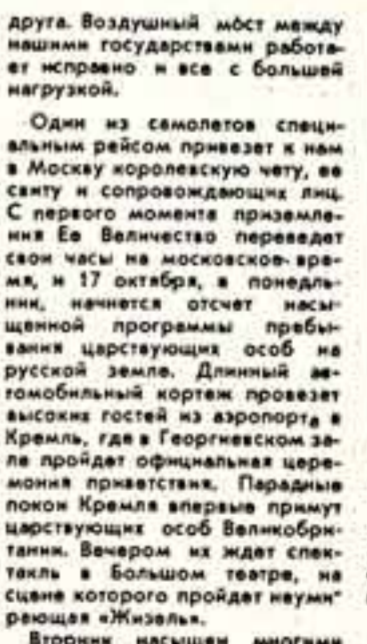 друга. Воздушный мост между
нашими государствами работа-
ет исправно и все с большей
нагрузкой.
Один из самолетов специ-
альным рейсом привезет к нам
в Москву королевскую чету, ее
свиту и сопровождающих лиц.
С первого момента приземле-
ния Ее Величество переведет
свои часы на московское вре-
мя, и 17 октября, в понедель-
ник, начнется отсчет насы-
щенной программы пребы-
вания царствующих особ на
русской земле. Длинный ав-
томобильный кортеж провезет
высоких гостей из аэропорта в
Кремль, где в Георгиевском за-
ле пройдет официальная цере-
мония приветствия. Парадные
покои Кремля впервые примут
царствующих особ Великобри-
тании. Вечером их ждет спек-
такль в Большом театре, на
сцене которого пройдет неуми-
рающая «Жизель».
Вторник насыщен многими